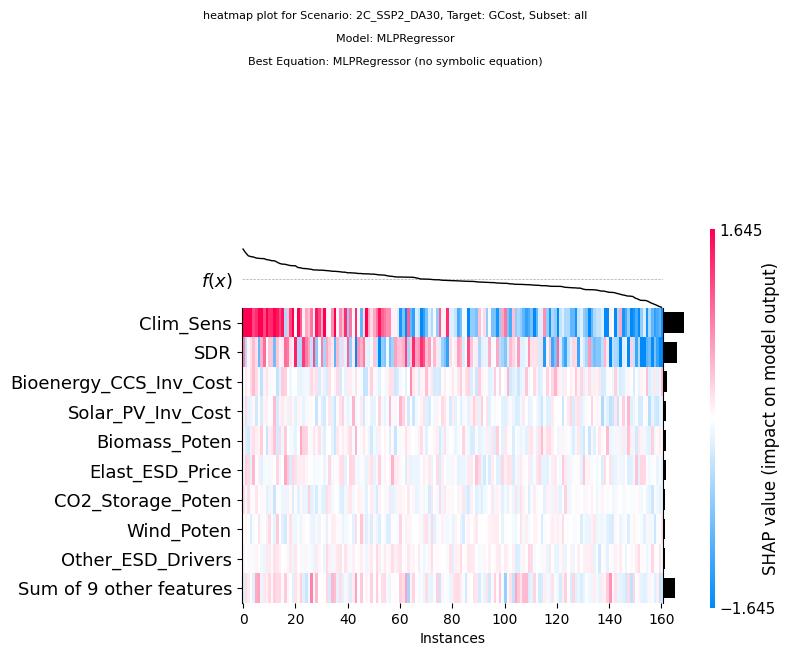 heatmap plot for Scenario: 2C_SSP2_DA30, Target: GCost, Subset: all
Model: MLPRegressor
Best Equation: MLPRegressor (no symbolic equation)
1.645
f(x)
Clim_Sens
SDR
Bioenergy_CCS_Inv_Cost
Solar_PV_Inv_Cost
Biomass_Poten
Elast_ESD_Price
CO2_Storage_Poten
Wind_Poten
Other_ESD_Drivers
Sum of 9 other features
0 20 40 60 80 100 120 140 160
Instances
−1.645
SHAP value (impact on model output)